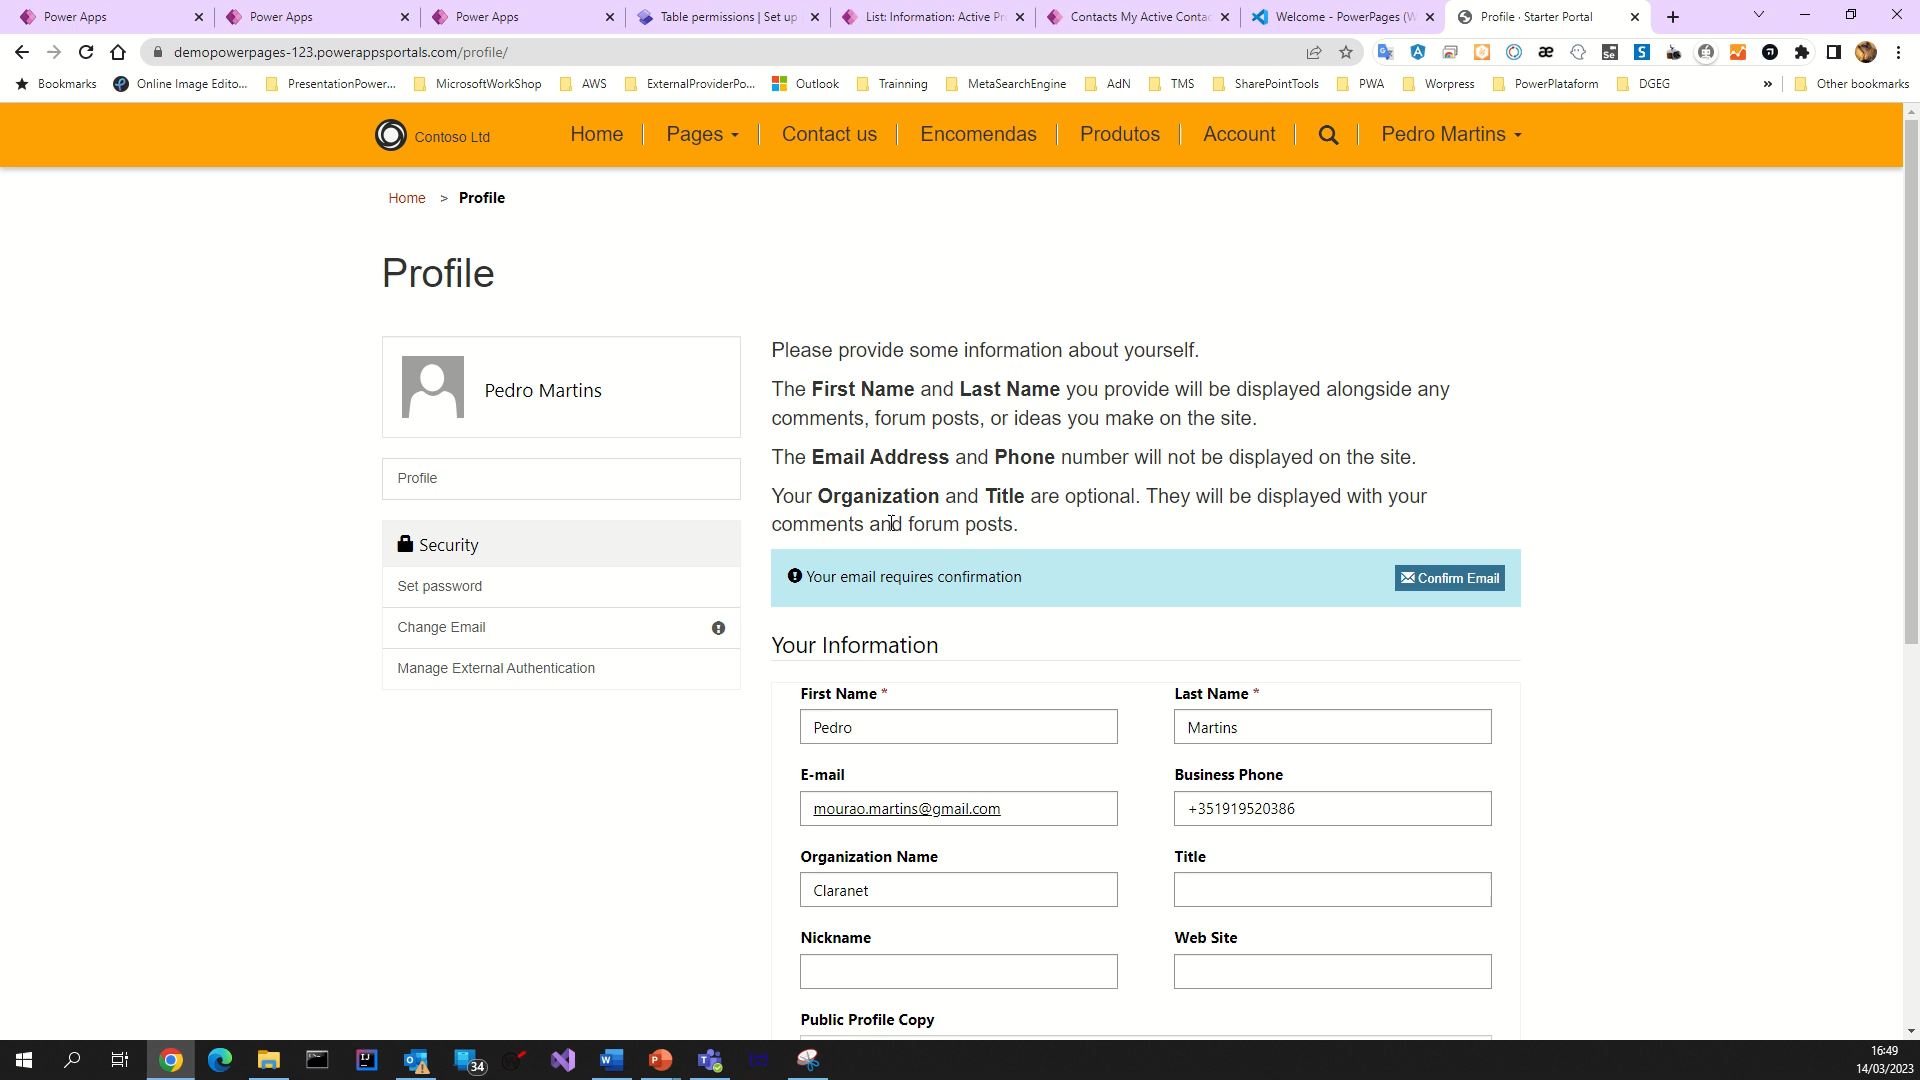 Power Apps
Power Apps
Power Apps
Table permissions | Set up
List: Information: Active Pr
Contacts My Active Contac
Welcome - PowerPages (W
Profile · Starter Portal
demopowerpages-123.powerappsportals.com/profile/
Bookmarks
Online Image Edito...
PresentationPower...
MicrosoftWorkShop
AWS
ExternalProviderPo...
Outlook
Trainning
MetaSearchEngine
AdN
TMS
SharePointTools
PWA
Worpress
PowerPlataform
DGEG
»
Other bookmarks
Contoso Ltd
Home
Pages
Contact us
Encomendas
Produtos
Account
Pedro Martins
Home > Profile
Profile
Pedro Martins
Profile
Security
Set password
Change Email
Manage External Authentication
Please provide some information about yourself.
The First Name and Last Name you provide will be displayed alongside any
comments, forum posts, or ideas you make on the site.
The Email Address and Phone number will not be displayed on the site.
Your Organization and Title are optional. They will be displayed with your
comments and forum posts.
Your email requires confirmation
Confirm Email
Your Information
First Name *
Last Name *
Pedro
Martins
E-mail
Business Phone
mourao.martins@gmail.com
+351919520386
Organization Name
Title
Claranet
Nickname
Web Site
Public Profile Copy
34
16:49
14/03/2023